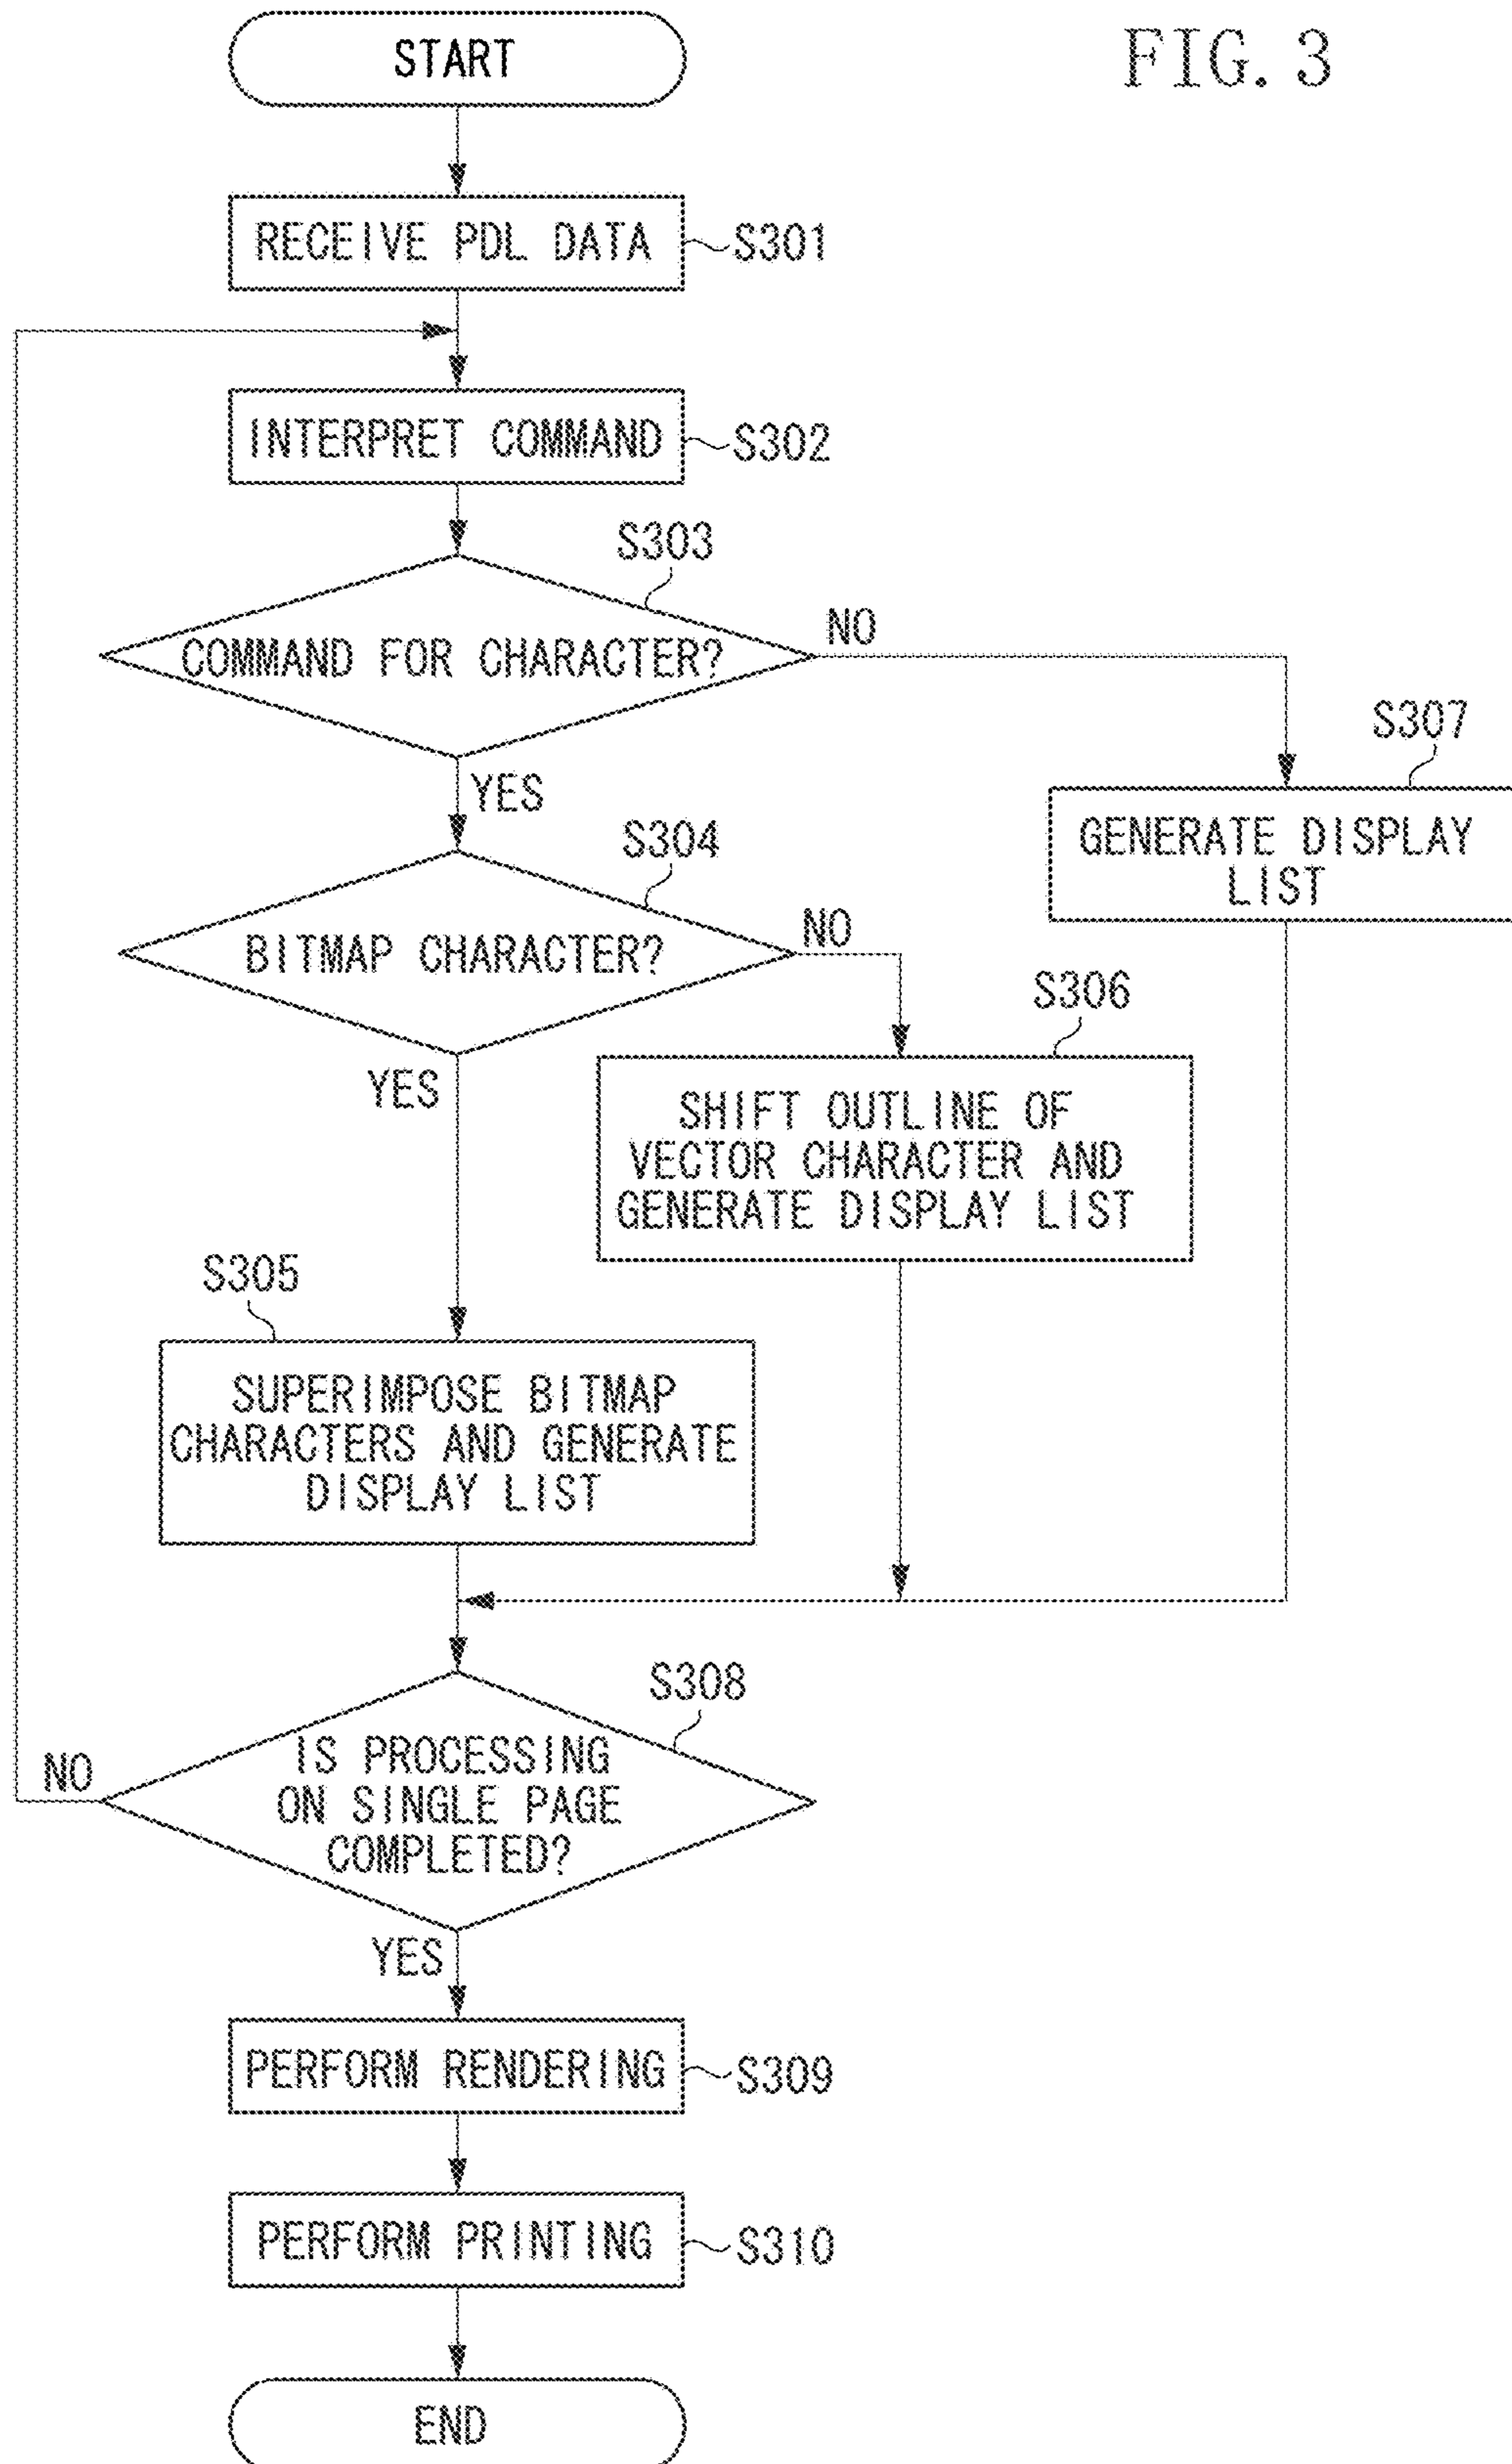 FIG. 3
START
RECEIVE PDL DATA
S301
INTERPRET COMMAND
S302
S303
COMMAND FOR CHARACTER?
NO
YES
S307
GENERATE DISPLAY
LIST
S304
BITMAP CHARACTER?
NO
YES
S306
SHIFT OUTLINE OF
VECTOR CHARACTER AND
GENERATE DISPLAY LIST
S305
SUPERIMPOSE BITMAP
CHARACTERS AND GENERATE
DISPLAY LIST
S308
IS PROCESSING
ON SINGLE PAGE
COMPLETED?
NO
YES
PERFORM RENDERING
S309
PERFORM PRINTING
S310
END